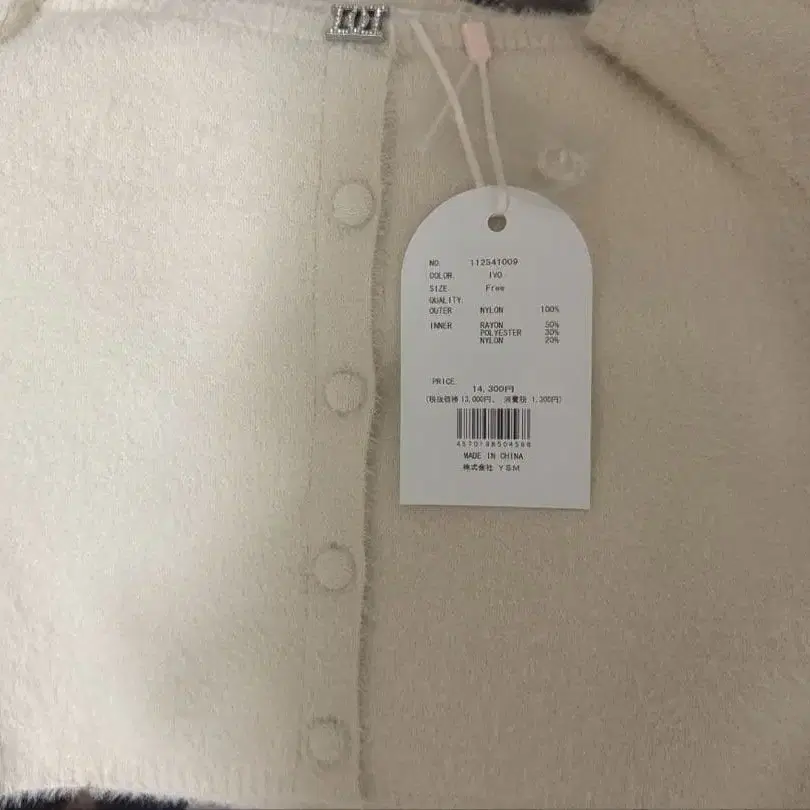 NO. 112541009
COLOR. IVO
SIZE Free
QUALITY.
OUTER NYLON 100%
INNER RAYON 50%
POLYESTER 30%
NYLON 20%
PRICE.
14,300円
(税抜価格 13,000円、 消費税 1,300円)
MADE IN CHINA
株式会社 YSM